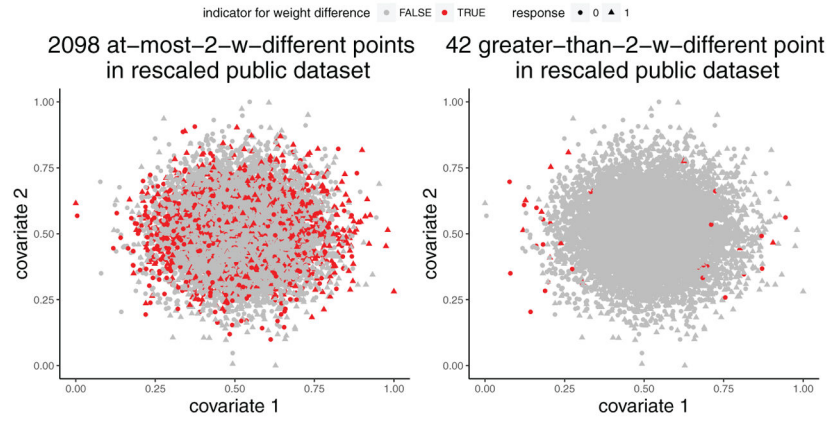 indicator for weight difference FALSE TRUE response 0 1
2098 at−most−2−w−different points
in rescaled public dataset
42 greater−than−2−w−different point
in rescaled public dataset
1.00
0.75
0.50
0.25
0.00
covariate 2
0.00 0.25 0.50 0.75 1.00
covariate 1
1.00
0.75
0.50
0.25
0.00
covariate 2
0.00 0.25 0.50 0.75 1.00
covariate 1